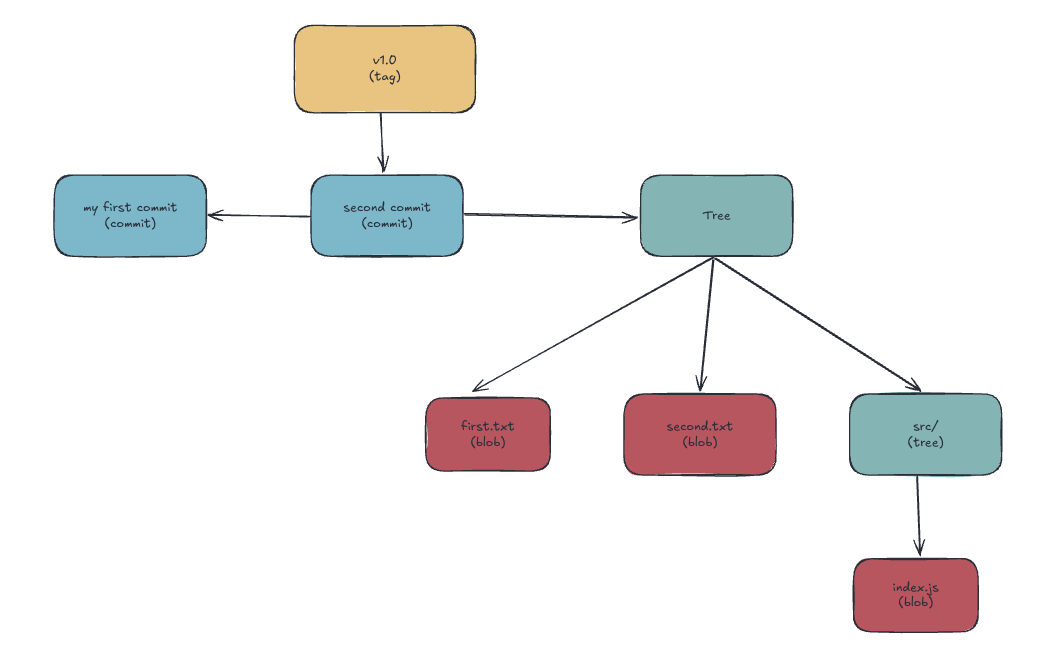 v1.0
(tag)
my first commit
(commit)
second commit
(commit)
Tree
first.txt
(blob)
second.txt
(blob)
src/
(tree)
index.js
(blob)